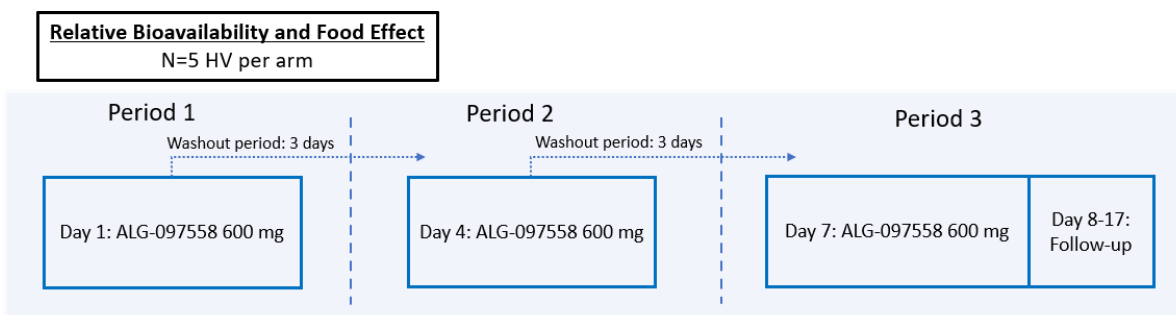 Relative Bioavailability and Food Effect
N=5 HV per arm
Period 1
Period 2
Period 3
Washout period: 3 days
Washout period: 3 days
Day 1: ALG-097558 600 mg
Day 4: ALG-097558 600 mg
Day 7: ALG-097558 600 mg
Day 8-17:
Follow-up